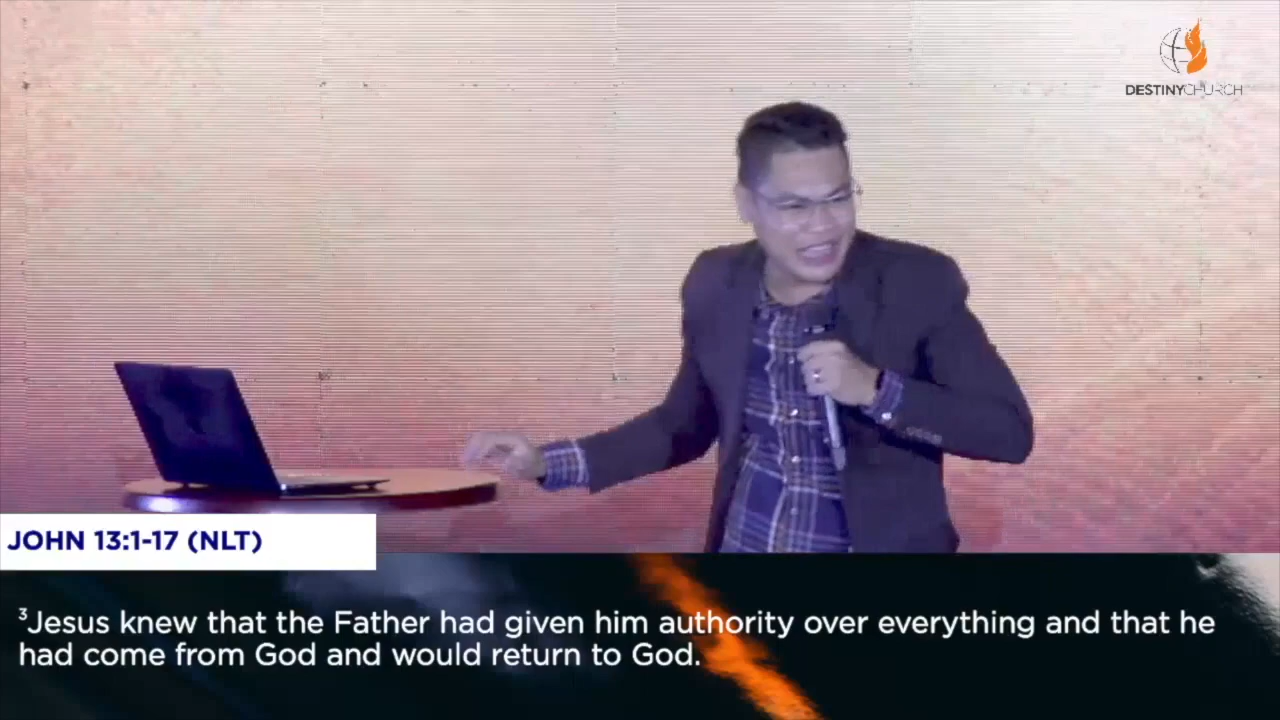 DESTINYCHURCH
JOHN 13:1-17 (NLT)
³Jesus knew that the Father had given him authority over everything and that he
had come from God and would return to God.